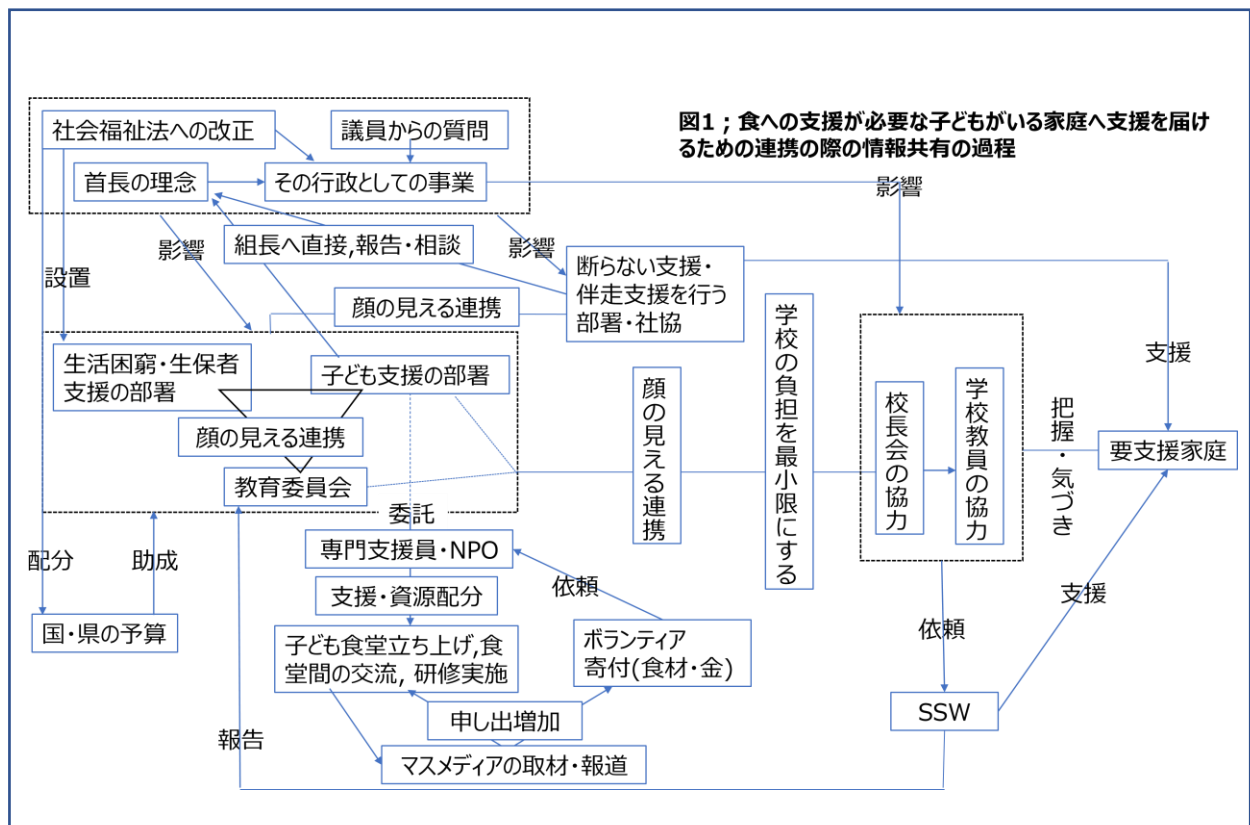 図1；食への支援が必要な子どもがいる家庭へ支援を届け
るための連携の際の情報共有の過程
社会福祉法への改正
議員からの質問
首長の理念
その行政としての事業
影響
影響
組長へ直接,報告・相談
影響
設置
断らない支援・
伴走支援を行う
部署・社協
顔の見える連携
生活困窮・生保者
支援の部署
子ども支援の部署
顔の見える連携
教育委員会
顔の見える連携
学校の負担を最小限にする
校長会の協力
学校教員の協力
把握・気づき
支援
要支援家庭
委託
配分
助成
専門支援員・NPO
依頼
支援・資源配分
国・県の予算
子ども食堂立ち上げ,食
堂間の交流, 研修実施
ボランティア
寄付(食材・金)
依頼
支援
SSW
申し出増加
報告
マスメディアの取材・報道